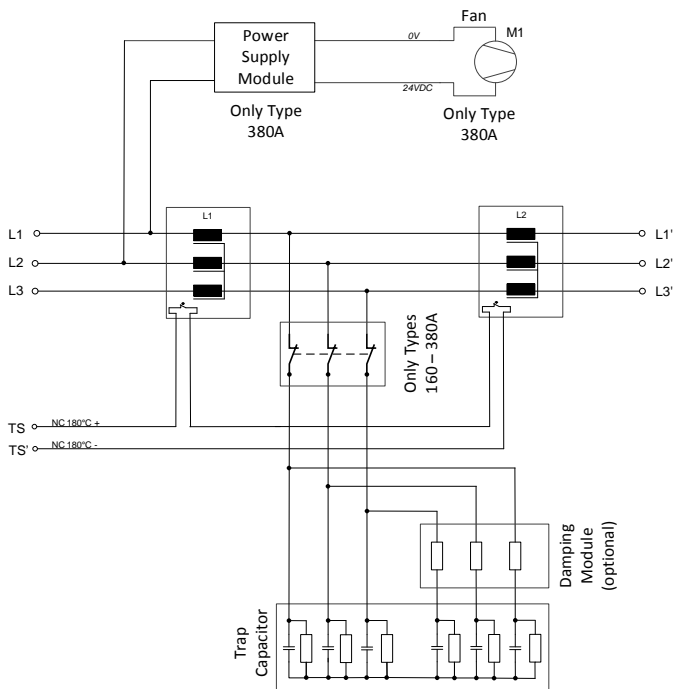 Fan
Power
Supply
Module
0V
M1
24VDC
Only Type
380A
Only Type
380A
L1
L2
L1
L1'
L2
L2'
L3
L3'
Only Types
160 – 380A
TS
NC 180°C +
TS'
NC 180°C -
Damping
Module
(optional)
Trap
Capacitor